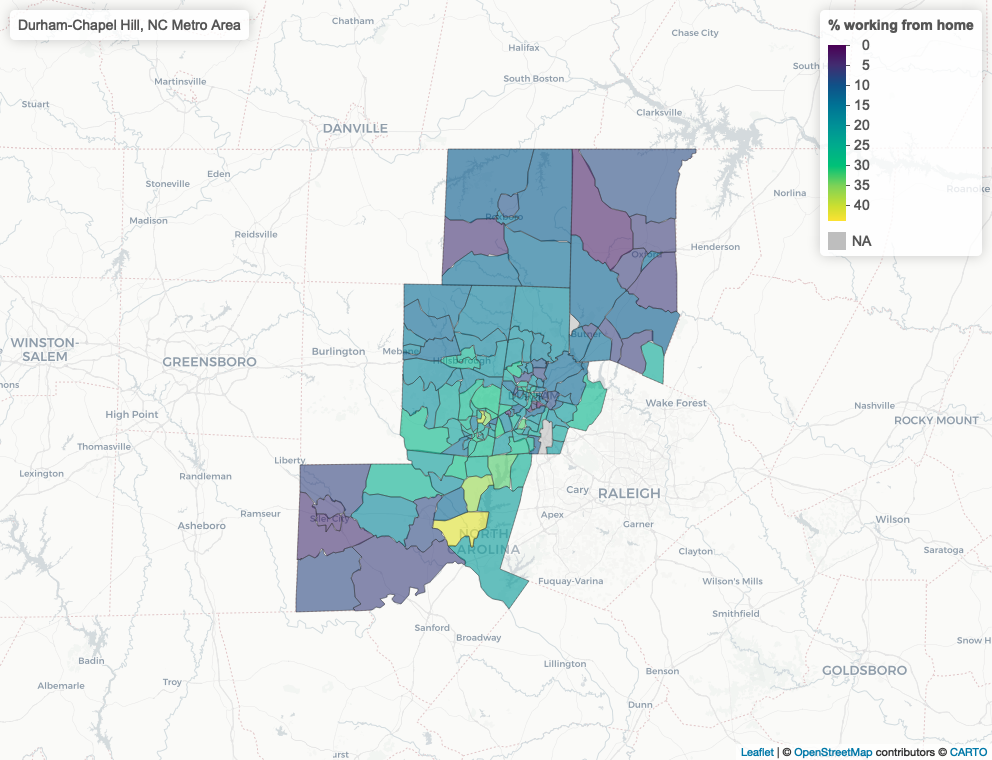 Durham-Chapel Hill, NC Metro Area
% working from home
0
5
10
15
20
25
30
35
40
NA
Chatham
Chase City
Halifax
South
Martinsville
South Boston
Stuart
Clarksville
DANVILLE
Eden
Stoneville
Norlina
Roanoke
Madison
Roxboro
Reidsville
Henderson
Oxford
Butner
WINSTON-
SALEM
Burlington
Mebane
GREENSBORO
Hillsborough
DURHAM
Wake Forest
Nashville
High Point
ROCKY MOUNT
Thomasville
Liberty
Lexington
Randleman
Cary
RALEIGH
Ramseur
Siler City
Asheboro
Apex
Garner
Wilson
NORTH
CAROLINA
Clayton
Saratoga
Fuquay-Varina
Wilson's Mills
Smithfield
Sanford
Broadway
Snow H
Badin
Lillington
Benson
GOLDSBORO
Albemarle
Troy
Dunn
Leaflet | © OpenStreetMap contributors © CARTO